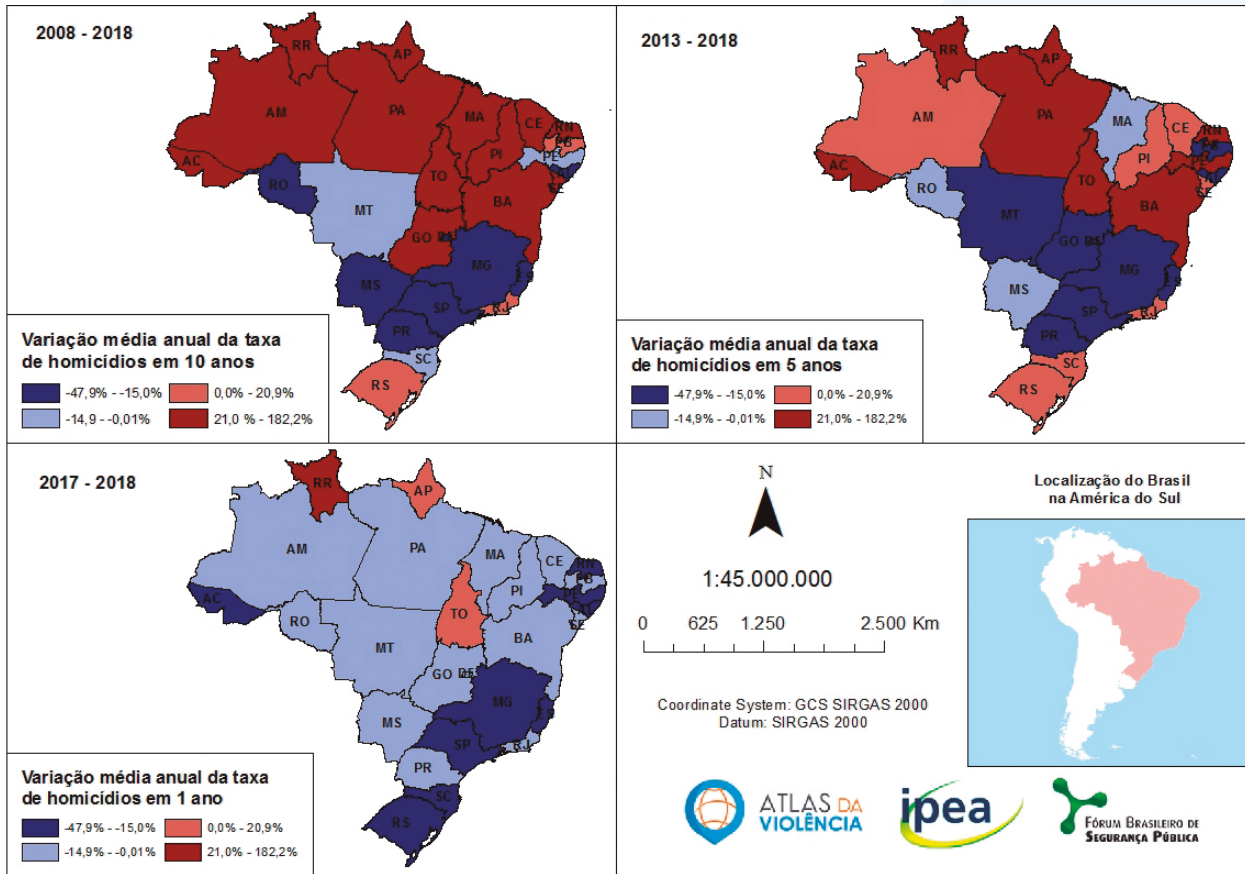 2008 - 2018
RR
AP
AM
PA
MA
CE
RN
PB
PE
PI
AL
SE
AC
RO
TO
BA
MT
GO
DF
MG
ES
MS
SP
RJ
PR
SC
RS
Variação média anual da taxa
de homicídios em 10 anos
-47,9% - -15,0%
0,0% - 20,9%
-14,9 - -0,01%
21,0 % - 182,2%
2013 - 2018
RR
AP
AM
PA
MA
CE
RN
PB
PE
PI
AL
SE
AC
RO
TO
BA
MT
GO
DF
MG
ES
MS
SP
RJ
PR
SC
RS
Variação média anual da taxa
de homicídios em 5 anos
-47,9% - -15,0%
0,0% - 20,9%
-14,9% - -0,01%
21,0% - 182,2%
2017 - 2018
RR
AP
AM
PA
MA
CE
RN
PB
PE
PI
AL
SE
AC
RO
TO
BA
MT
GO
DF
MG
ES
MS
SP
RJ
PR
SC
RS
Variação média anual da taxa
de homicídios em 1 ano
-47,9% - -15,0%
0,0% - 20,9%
-14,9% - -0,01%
21,0% - 182,2%
N
1:45.000.000
0 625 1.250 2.500 Km
Coordinate System: GCS SIRGAS 2000
Datum: SIRGAS 2000
Localização do Brasil
na América do Sul
ATLAS DA
VIOLÊNCIA
ipea
FÓRUM BRASILEIRO DE
SEGURANÇA PÚBLICA